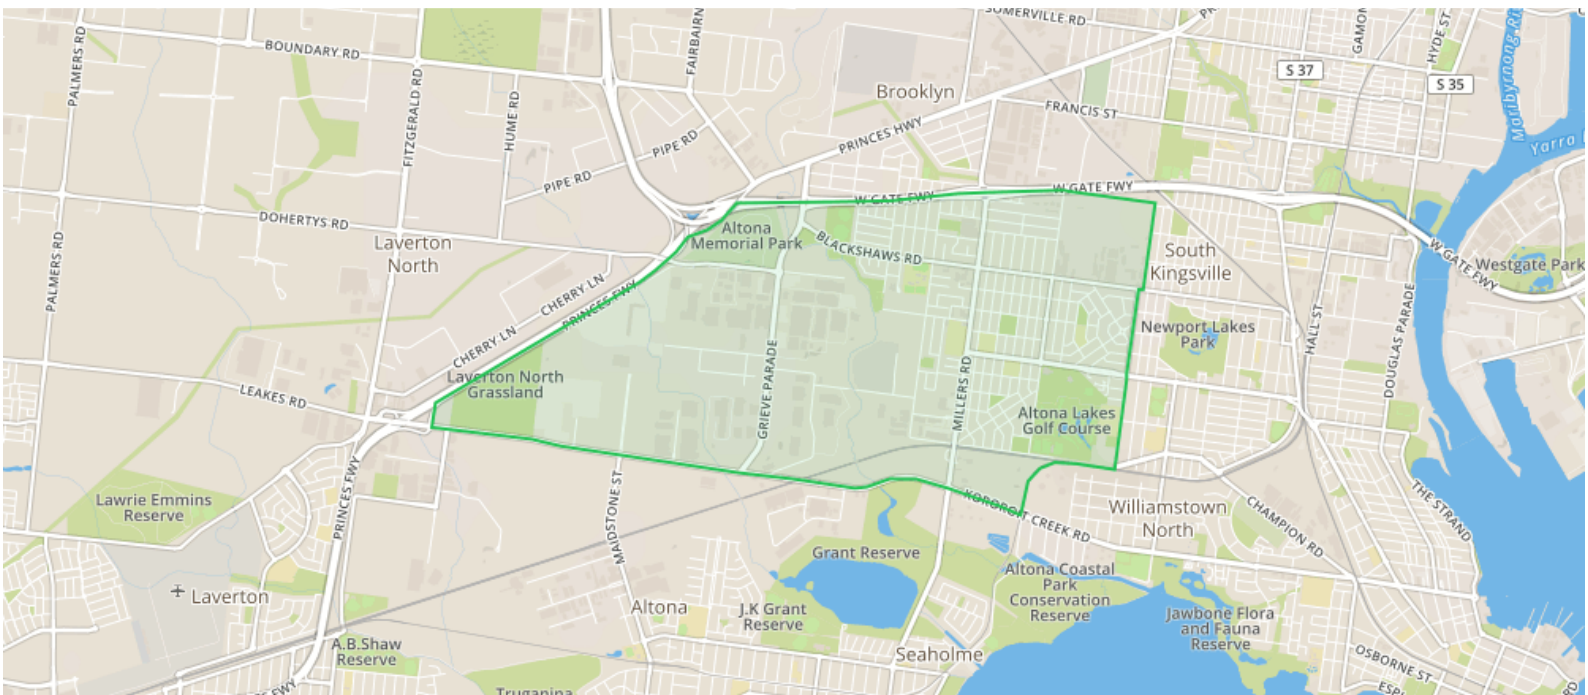 SOMERVILLE RD
PALMERS RD
BOUNDARY RD
FAIRBAIRN
GAMON
HYDE ST
Maribyrnong Ri
S 37
S 35
Brooklyn
FITZGERALD RD
HUME RD
FRANCIS ST
PRINCES HWY
PIPE RD
PIPE RD
Yarra
W GATE FWY
W GATE FWY
DOHERTYS RD
Altona
Memorial Park
Laverton
North
BLACKSHAWS RD
South
Kingsville
W GATE FWY
Westgate Park
PALMERS RD
CHERRY LN
PRINCES FWY
CHERRY LN
HALL ST
DOUGLAS PARADE
Newport Lakes
Park
LEAKES RD
Laverton North
Grassland
GRIEVE PARADE
MILLERS RD
Altona Lakes
Golf Course
Lawrie Emmins
Reserve
PRINCES FWY
MAIDSTONE ST
KOROROIT CREEK RD
Williamstown
North
CHAMPION RD
THE STRAND
Grant Reserve
Altona Coastal
Park
Conservation
Reserve
Laverton
Altona
J.K Grant
Reserve
Jawbone Flora
and Fauna
Reserve
A.B.Shaw
Reserve
Seaholme
OSBORNE ST
Truganina
ESP
S FWY